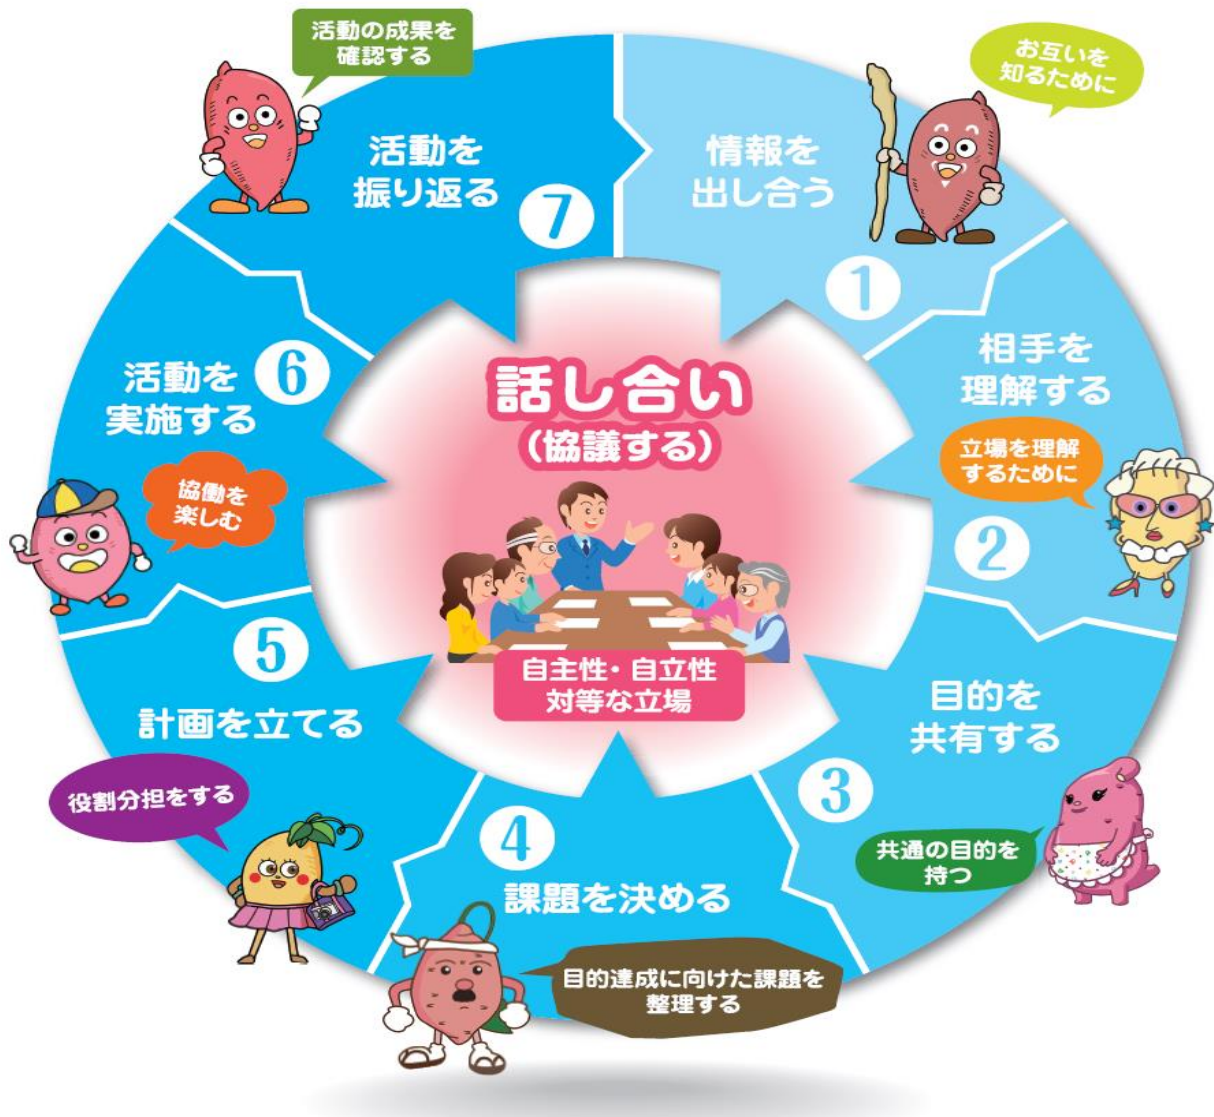 話し合い
(協議する)
自主性・自立性
対等な立場
情報を
出し合う
1
お互いを
知るために
相手を
理解する
2
立場を理解
するために
目的を
共有する
3
共通の目的を
持つ
4
課題を決める
目的達成に向けた課題を
整理する
5
計画を立てる
役割分担をする
活動を
実施する
6
協働を
楽しむ
活動を
振り返る
7
活動の成果を
確認する